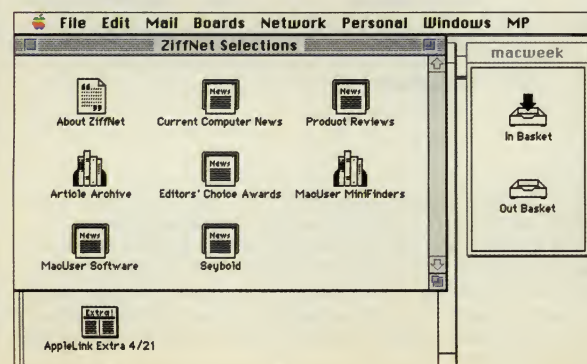 File Edit Mail Boards Network Personal Windows MP
ZiffNet Selections
macweek
About ZiffNet
News
Current Computer News
News
Product Reviews
In Basket
Article Archive
News
Editors' Choice Awards
MacUser MiniFinders
Out Basket
News
MacUser Software
News
Seybold
Extra!
AppleLink Extra 4/21